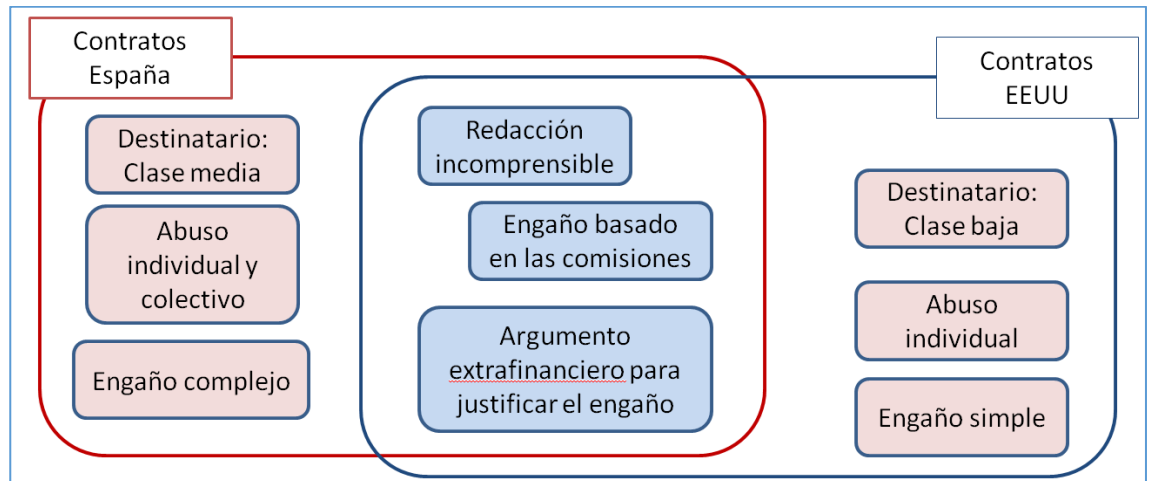 Contratos
España
Destinatario:
Clase media
Abuso
individual y
colectivo
Engaño complejo
Redacción
incomprensible
Engaño basado
en las comisiones
Argumento
extrafinanciero para
justificar el engaño
Contratos
EEUU
Destinatario:
Clase baja
Abuso
individual
Engaño simple